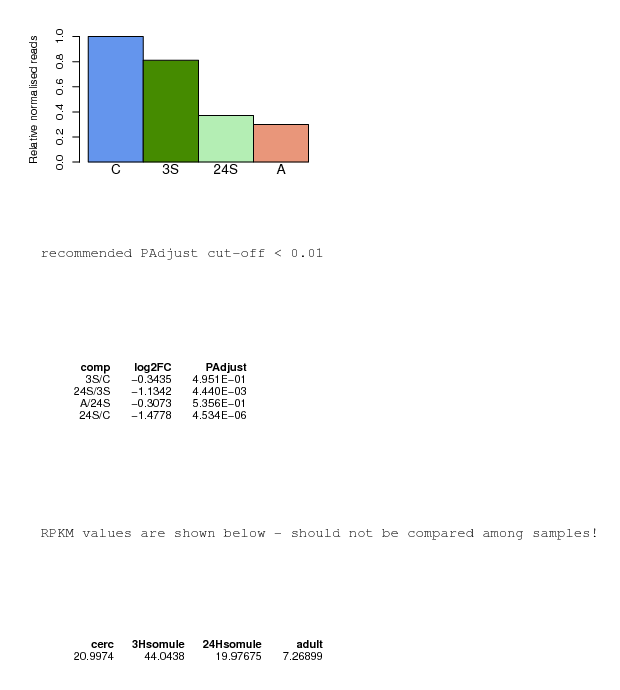 Relative normalised reads
1.0
0.8
0.6
0.4
0.2
0.0
C 3S 24S A
recommended PAdjust cut-off < 0.01
comp log2FC PAdjust
3S/C −0.3435 4.951E−01
24S/3S −1.1342 4.440E−03
A/24S −0.3073 5.356E−01
24S/C −1.4778 4.534E−06
RPKM values are shown below - should not be compared among samples!
cerc 3Hsomule 24Hsomule adult
20.9974 44.0438 19.97675 7.26899